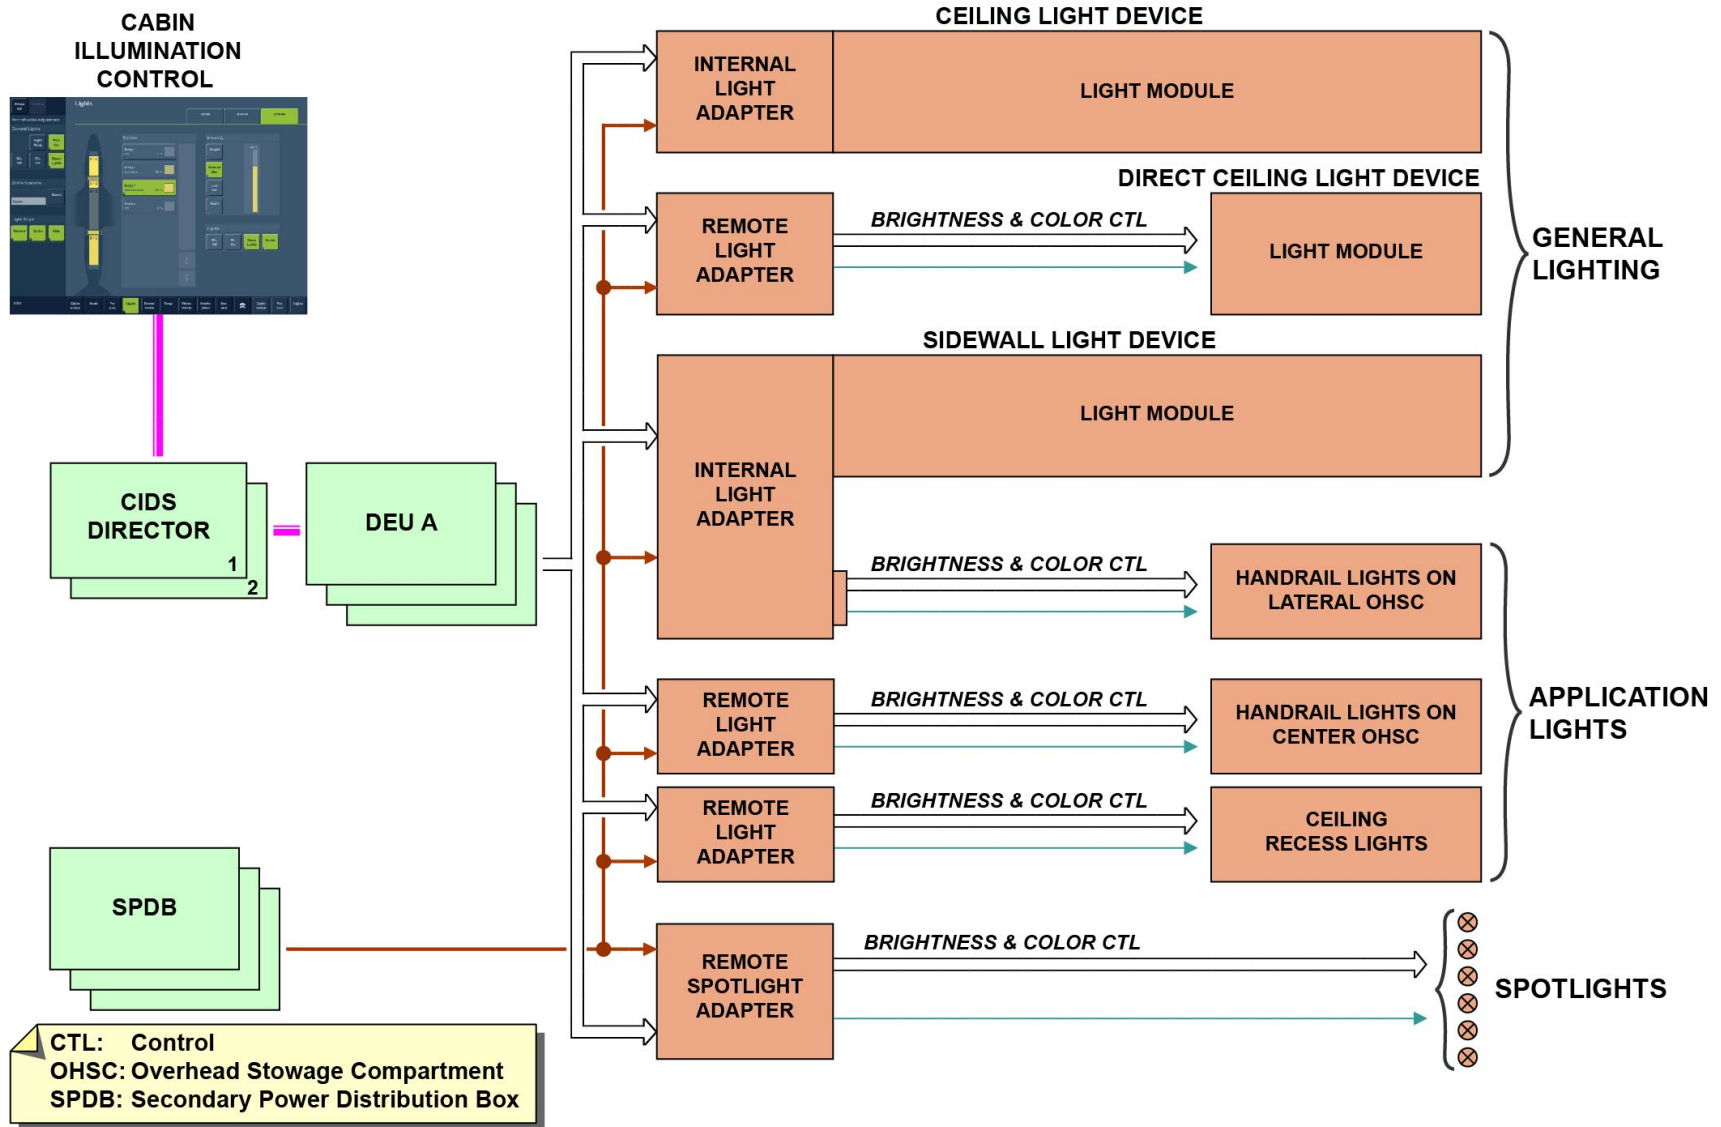 CABIN
ILLUMINATION
CONTROL
Lights
CIDS
DIRECTOR
1
2
DEU A
SPDB
CTL: Control
OHSC: Overhead Stowage Compartment
SPDB: Secondary Power Distribution Box
CEILING LIGHT DEVICE
INTERNAL
LIGHT
ADAPTER
LIGHT MODULE
DIRECT CEILING LIGHT DEVICE
REMOTE
LIGHT
ADAPTER
BRIGHTNESS & COLOR CTL
LIGHT MODULE
SIDEWALL LIGHT DEVICE
INTERNAL
LIGHT
ADAPTER
LIGHT MODULE
BRIGHTNESS & COLOR CTL
HANDRAIL LIGHTS ON
LATERAL OHSC
REMOTE
LIGHT
ADAPTER
BRIGHTNESS & COLOR CTL
HANDRAIL LIGHTS ON
CENTER OHSC
REMOTE
LIGHT
ADAPTER
BRIGHTNESS & COLOR CTL
CEILING
RECESS LIGHTS
REMOTE
SPOTLIGHT
ADAPTER
BRIGHTNESS & COLOR CTL
GENERAL
LIGHTING
APPLICATION
LIGHTS
SPOTLIGHTS